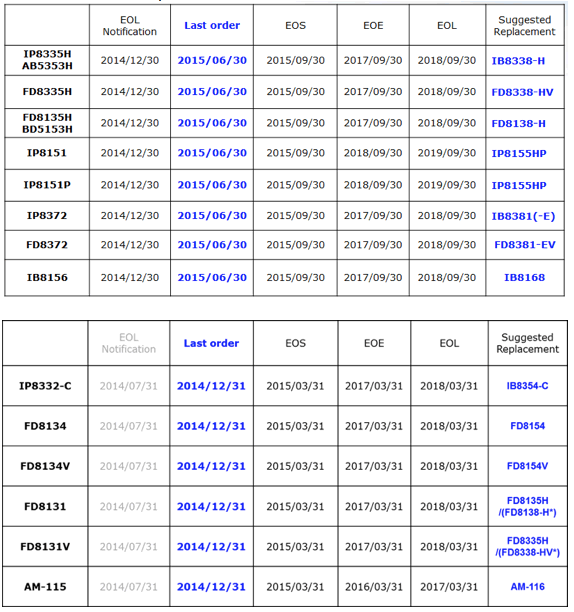 EOL Notification Last order EOS EOE EOL Suggested Replacement
IP8335H AB5353H 2014/12/30 2015/06/30 2015/09/30 2017/09/30 2018/09/30 IB8338-H
FD8335H 2014/12/30 2015/06/30 2015/09/30 2017/09/30 2018/09/30 FD8338-HV
FD8135H BD5153H 2014/12/30 2015/06/30 2015/09/30 2017/09/30 2018/09/30 FD8138-H
IP8151 2014/12/30 2015/06/30 2015/09/30 2018/09/30 2019/09/30 IP8155HP
IP8151P 2014/12/30 2015/06/30 2015/09/30 2018/09/30 2019/09/30 IP8155HP
IP8372 2014/12/30 2015/06/30 2015/09/30 2017/09/30 2018/09/30 IB8381(-E)
FD8372 2014/12/30 2015/06/30 2015/09/30 2017/09/30 2018/09/30 FD8381-EV
IB8156 2014/12/30 2015/06/30 2015/09/30 2017/09/30 2018/09/30 IB8168
EOL Notification Last order EOS EOE EOL Suggested Replacement
IP8332-C 2014/07/31 2014/12/31 2015/03/31 2017/03/31 2018/03/31 IB8354-C
FD8134 2014/07/31 2014/12/31 2015/03/31 2017/03/31 2018/03/31 FD8154
FD8134V 2014/07/31 2014/12/31 2015/03/31 2017/03/31 2018/03/31 FD8154V
FD8131 2014/07/31 2014/12/31 2015/03/31 2017/03/31 2018/03/31 FD8135H /(FD8138-H*)
FD8131V 2014/07/31 2014/12/31 2015/03/31 2017/03/31 2018/03/31 FD8335H /(FD8338-HV*)
AM-115 2014/07/31 2014/12/31 2015/03/31 2016/03/31 2017/03/31 AM-116